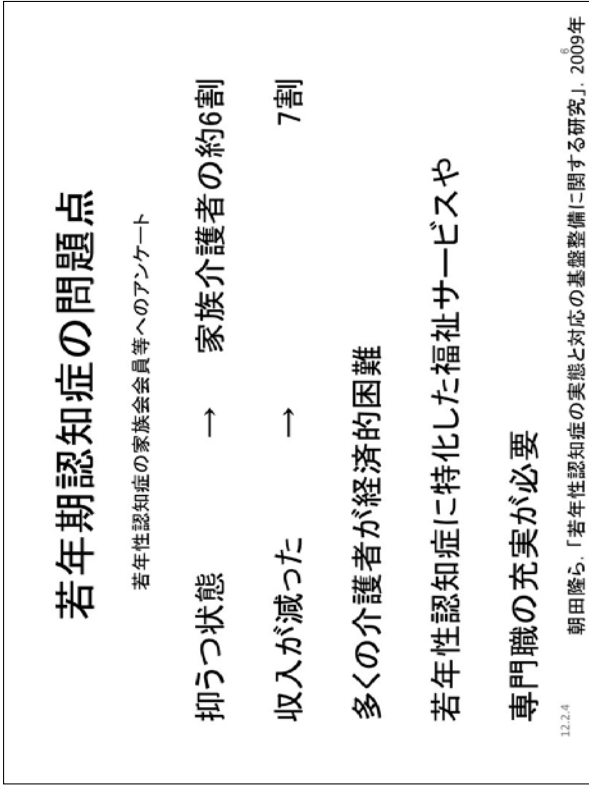 若年期認知症の問題点
若年性認知症の家族会会員等へのアンケート
抑うつ状態 → 家族介護者の約6割
収入が減った → 7割
多くの介護者が経済的困難
若年性認知症に特化した福祉サービスや
専門職の充実が必要
12.2.4
朝田隆ら.「若年性認知症の実態と対応の基盤整備に関する研究」. 2009年
6